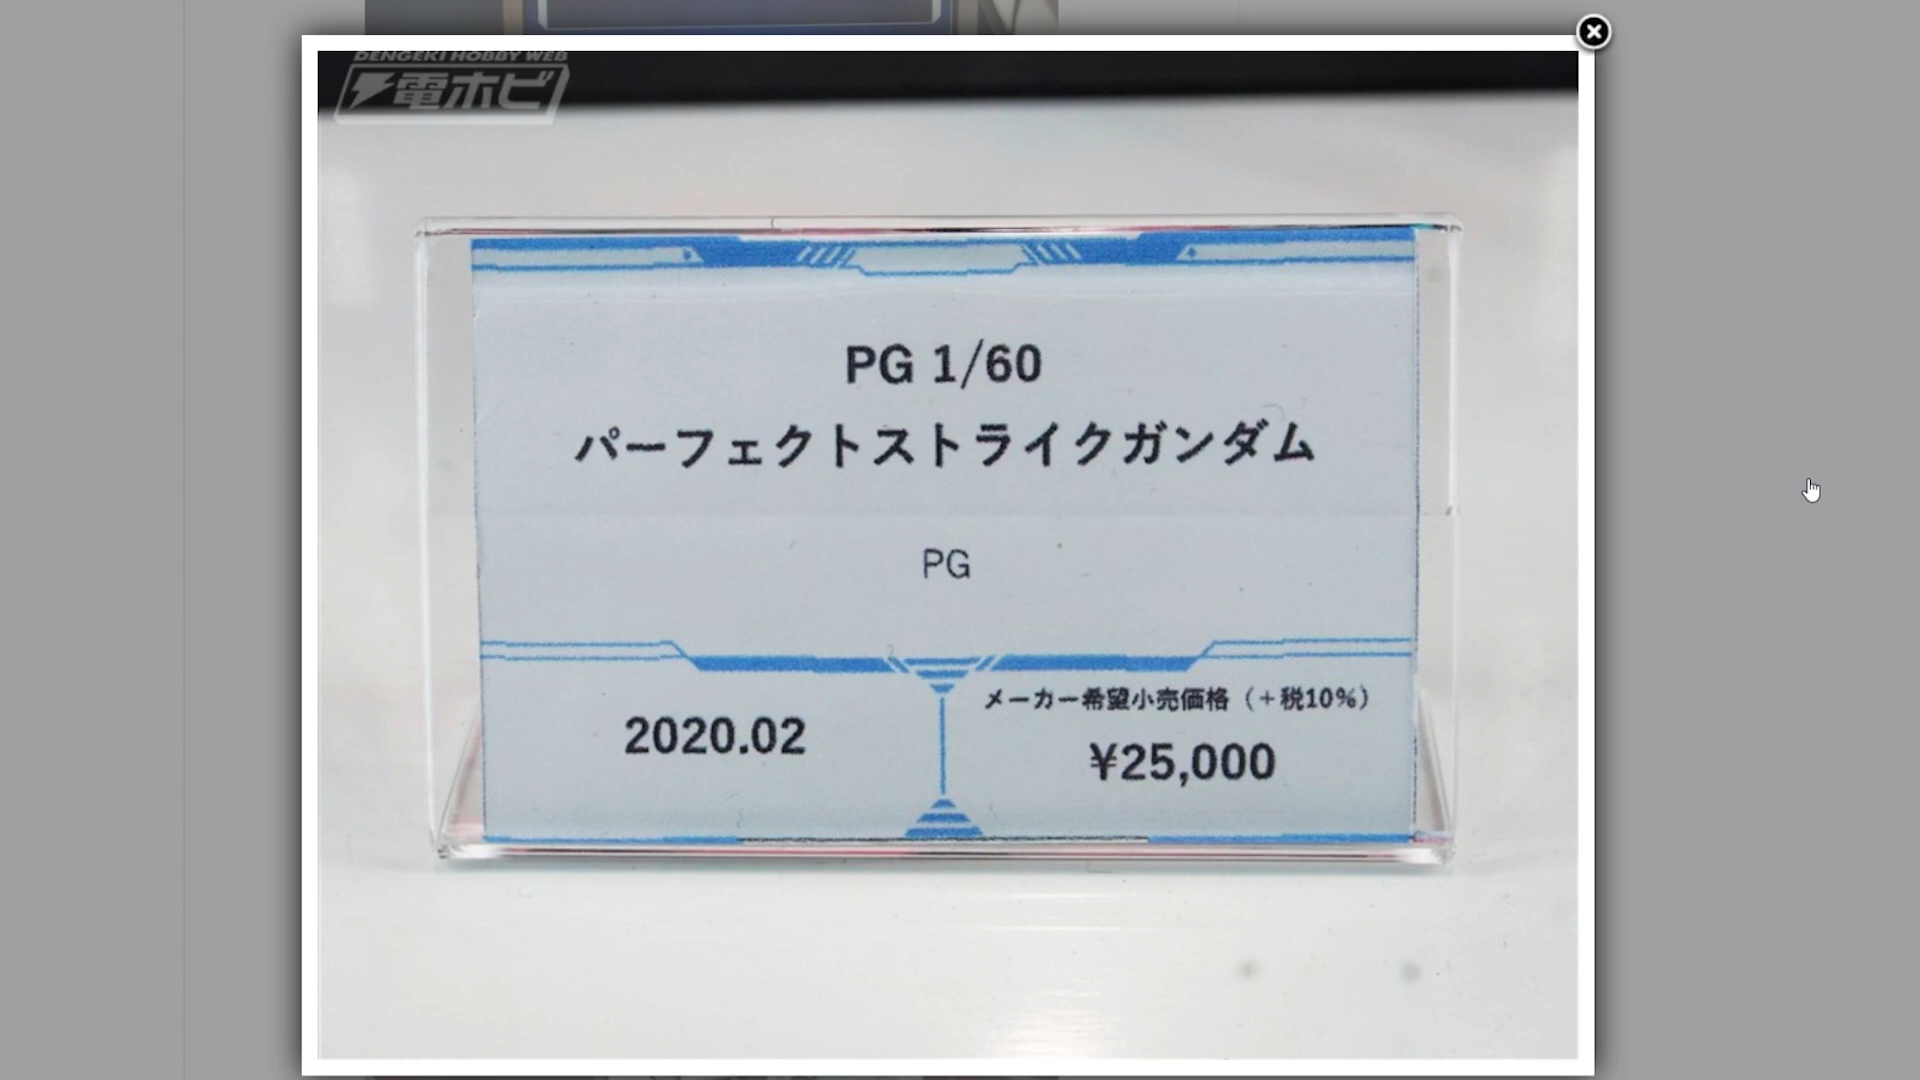 DENGEKI HOBBY WEB
電ホビ
PG 1/60
パーフェクトストライクガンダム
PG
2020.02
メーカー希望小売価格（+税10%）
¥25,000